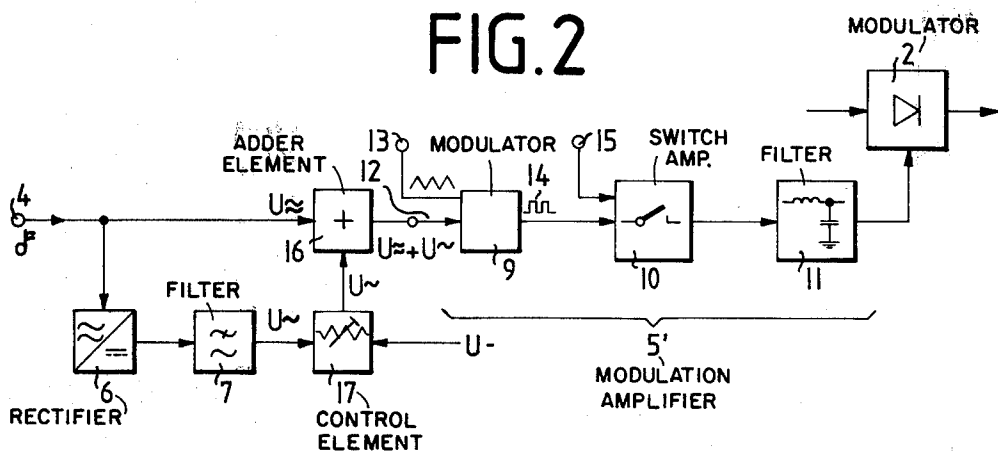 FIG.2
MODULATOR
2
ADDER
ELEMENT
13
MODULATOR
15
SWITCH
AMP.
FILTER
4
U≈
+
16
12
U≈+U~
14
9
10
11
FILTER
U~
U~
U-
6
7
17
5'
RECTIFIER
CONTROL
ELEMENT
MODULATION
AMPLIFIER